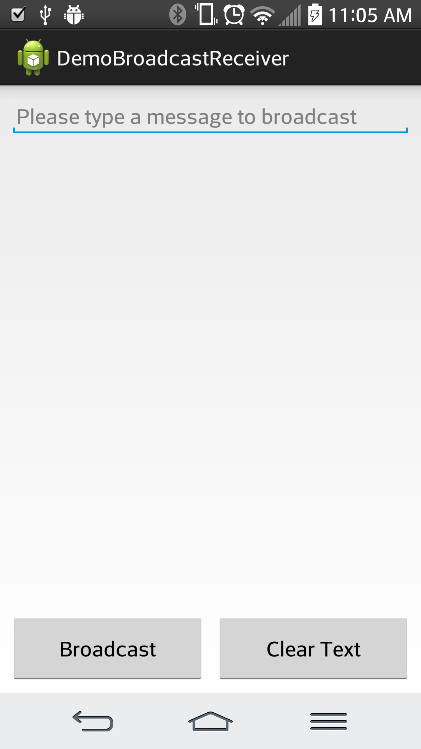 11:05 AM
DemoBroadcastReceiver
Please type a message to broadcast
Broadcast
Clear Text